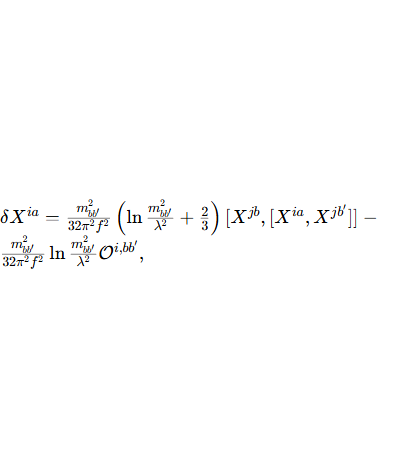 $\delta X^{ia} = \frac{m_{bb'}^2}{32\pi^2 f^2} \left( \ln \frac{m_{bb'}^2}{\lambda^2} + \frac{2}{3} \right) [X^{jb}, [X^{ia}, X^{jb'}]] -$
$\frac{m_{bb'}^2}{32\pi^2 f^2} \ln \frac{m_{bb'}^2}{\lambda^2} \mathcal{O}^{i,bb'},$